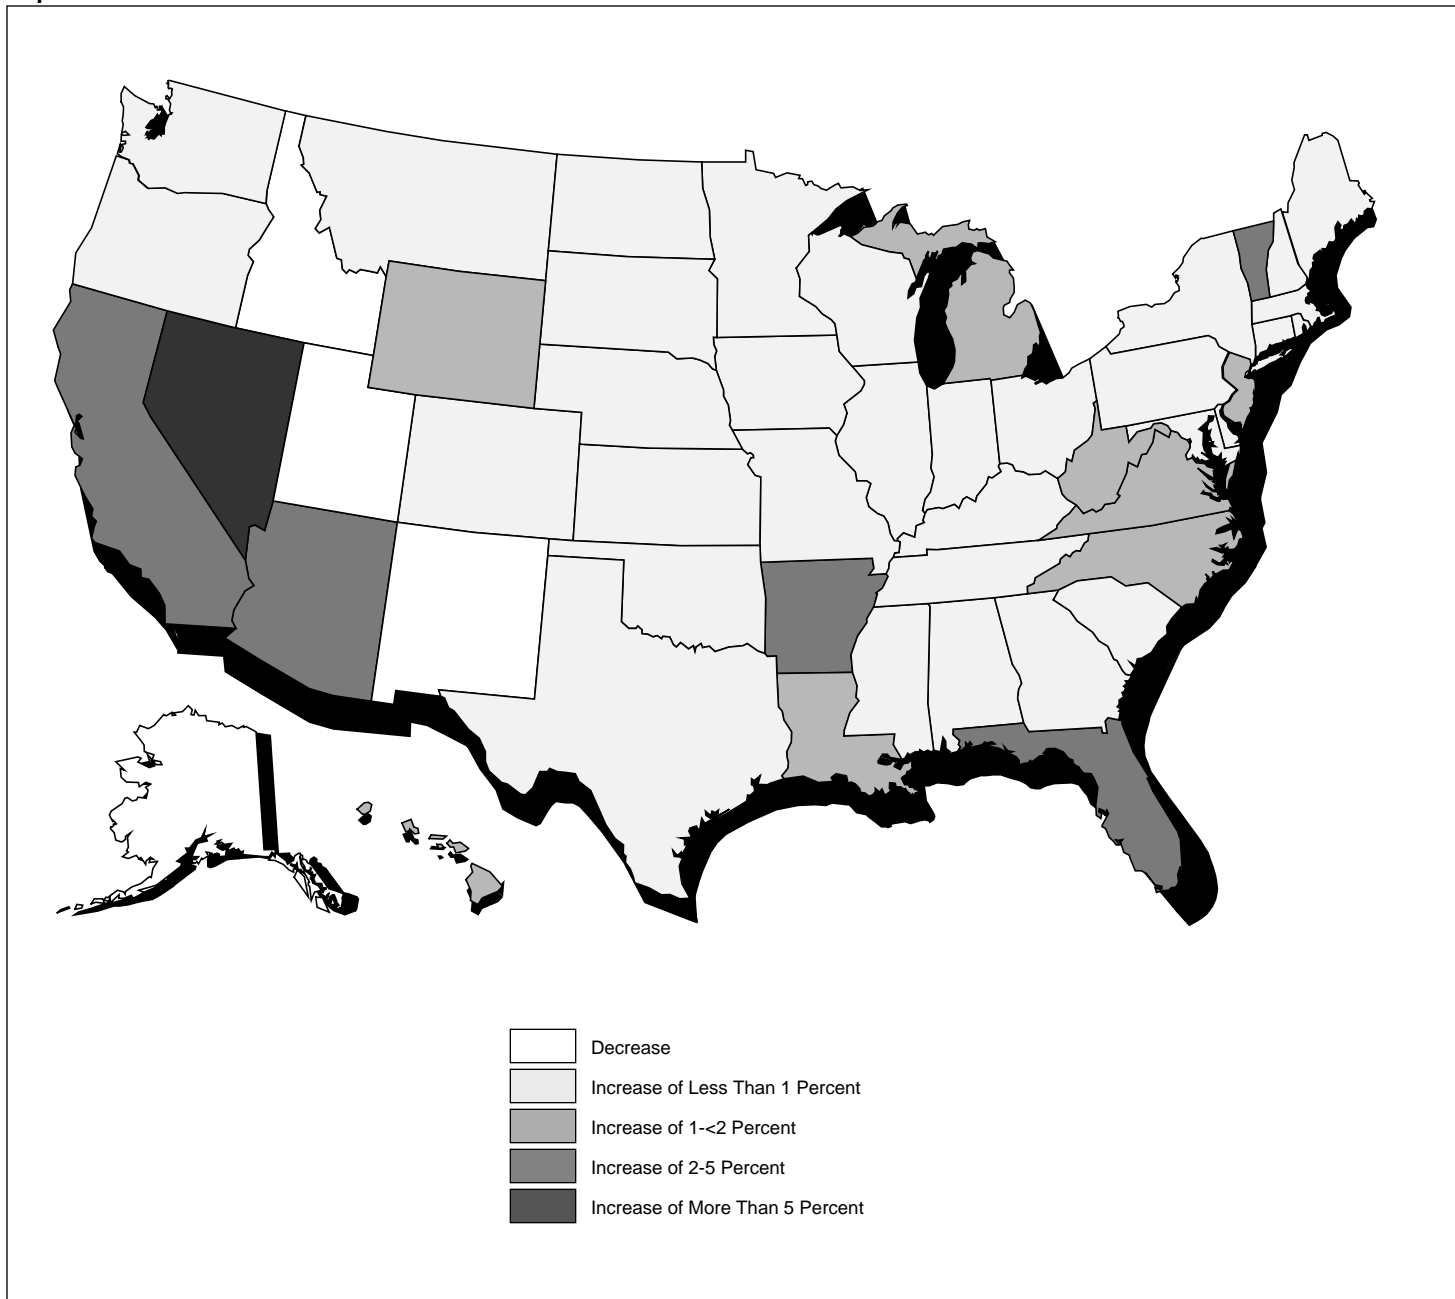 Decrease
Increase of Less Than 1 Percent
Increase of 1-<2 Percent
Increase of 2-5 Percent
Increase of More Than 5 Percent